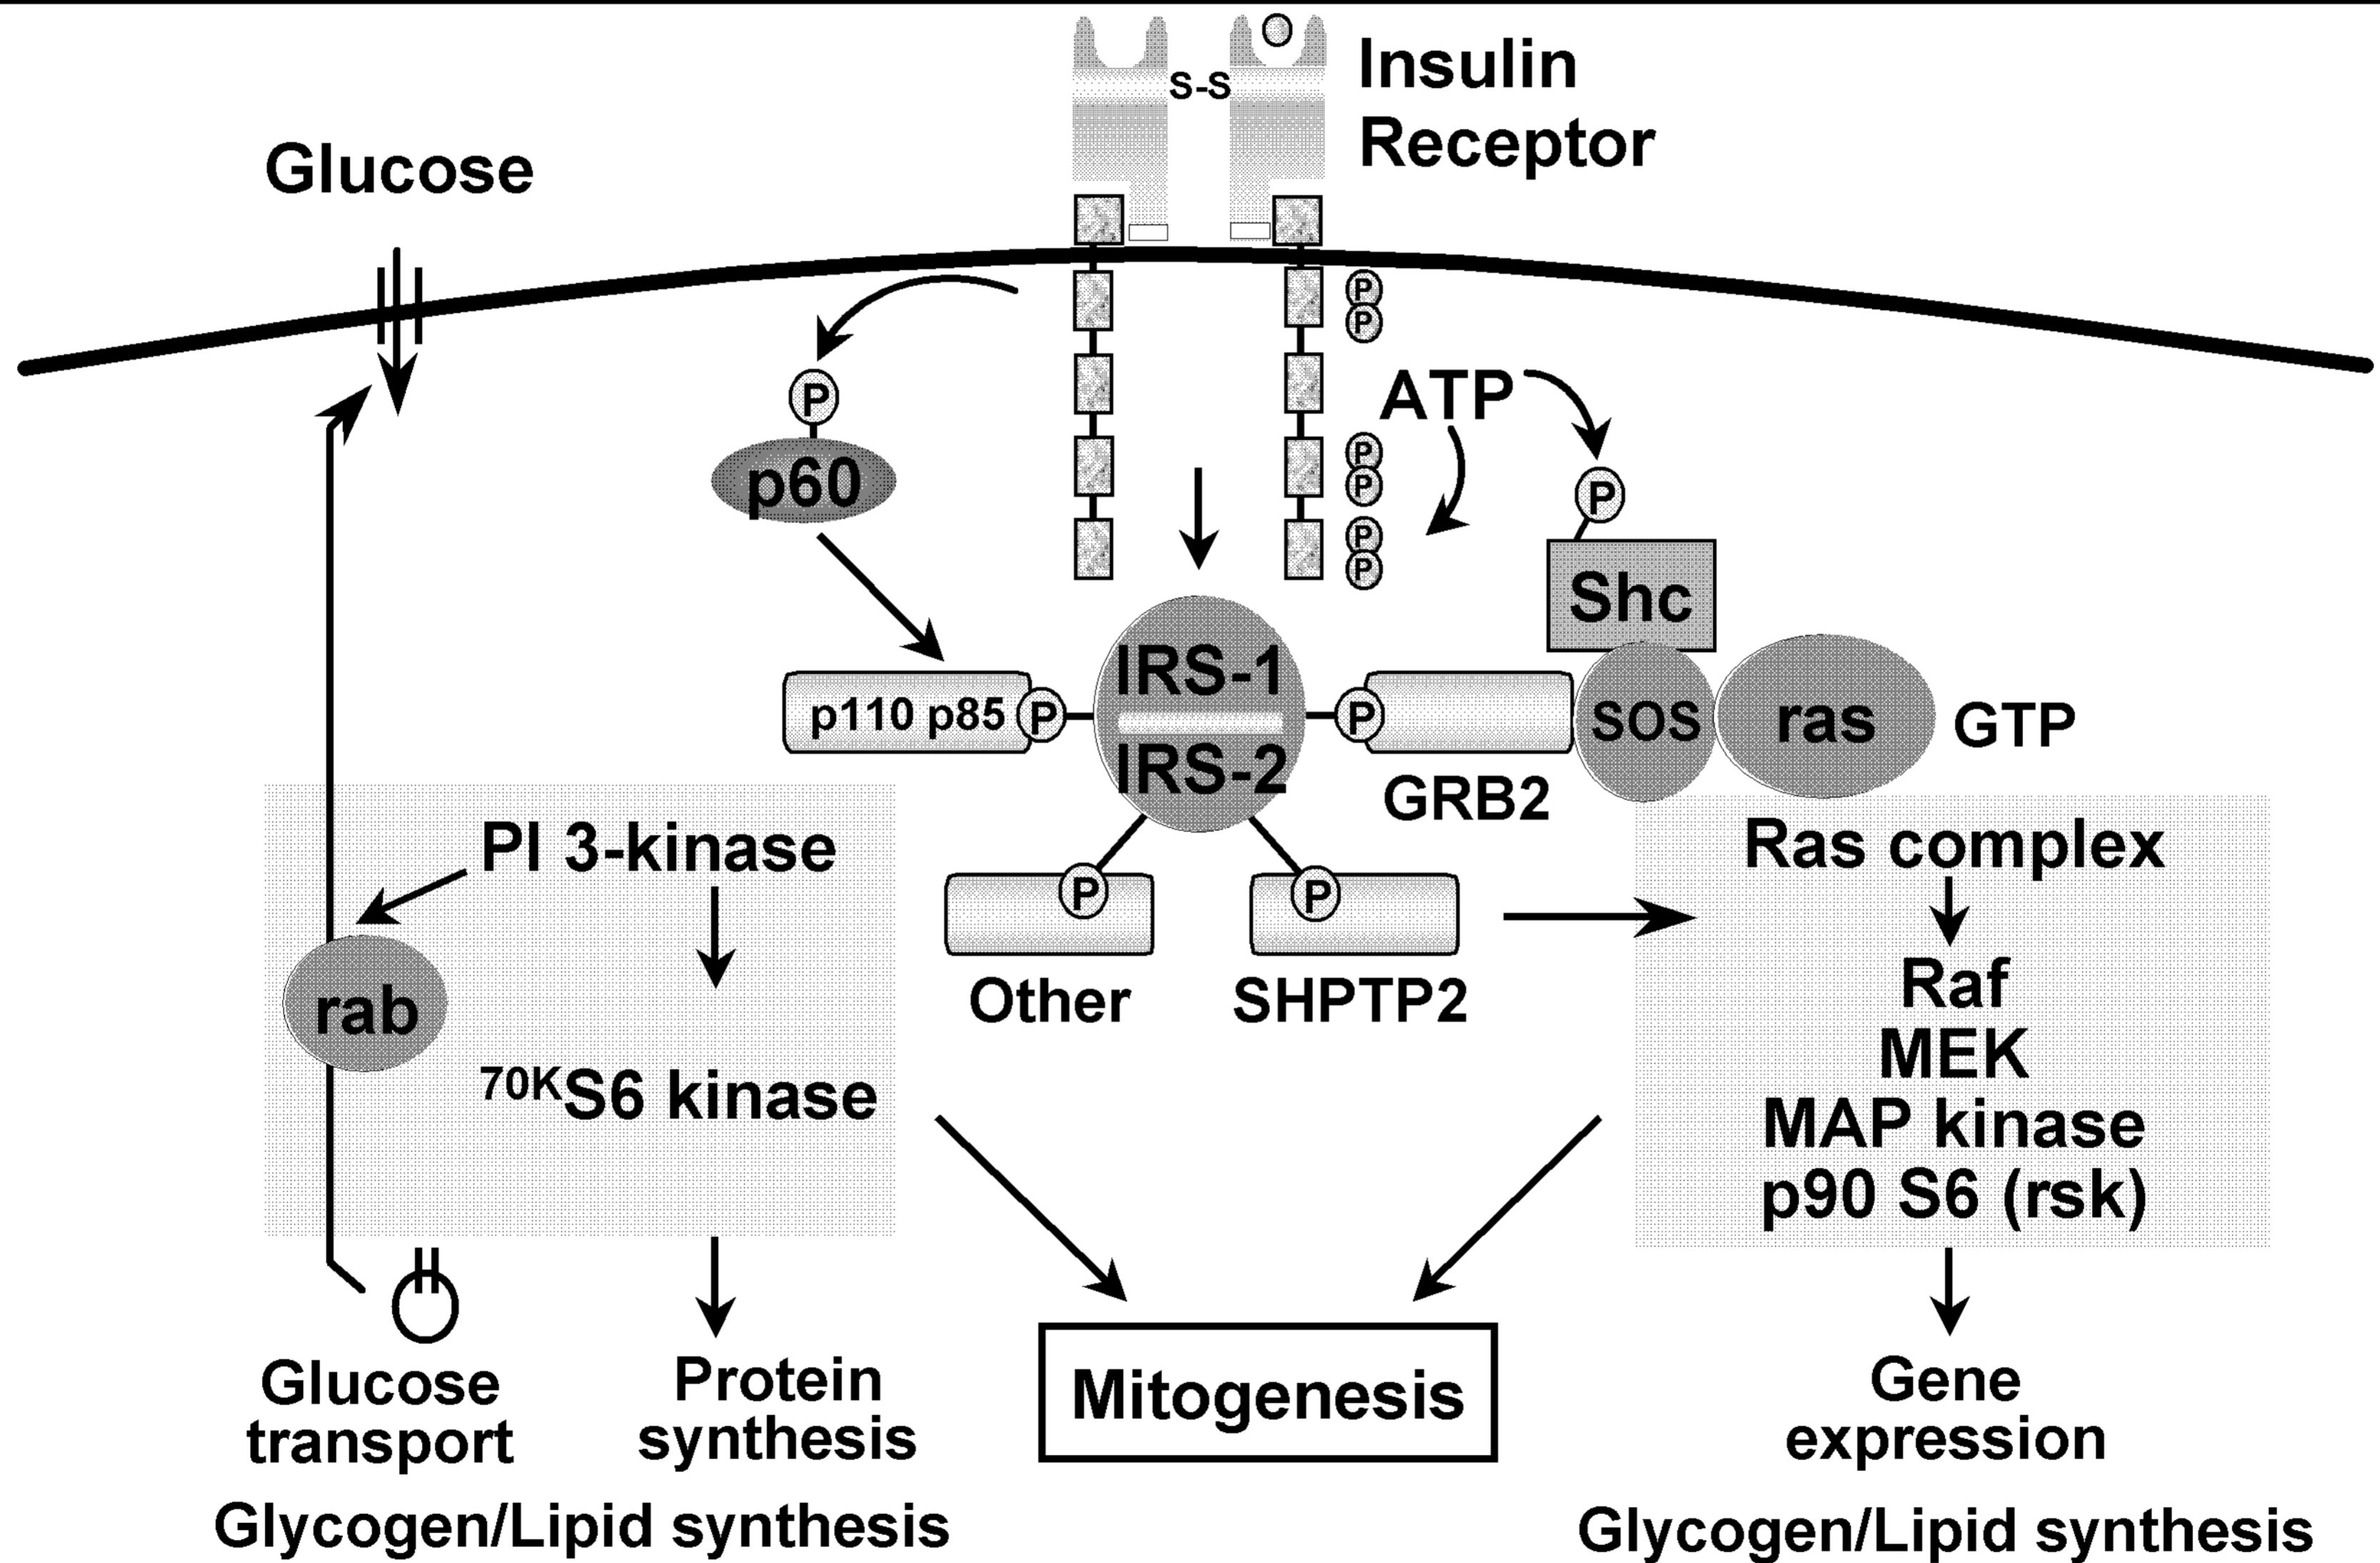 Insulin
Receptor
S-S
Glucose
P
P
ATP
P
p60
P
P
P
P
P
Shc
IRS-1
IRS-2
p110 p85
P
P
GRB2
SOS
ras
GTP
P
Other
P
SHPTP2
PI 3-kinase
rab
70KS6 kinase
Ras complex
Raf
MEK
MAP kinase
p90 S6 (rsk)
Glucose
transport
Protein
synthesis
Glycogen/Lipid synthesis
Mitogenesis
Gene
expression
Glycogen/Lipid synthesis